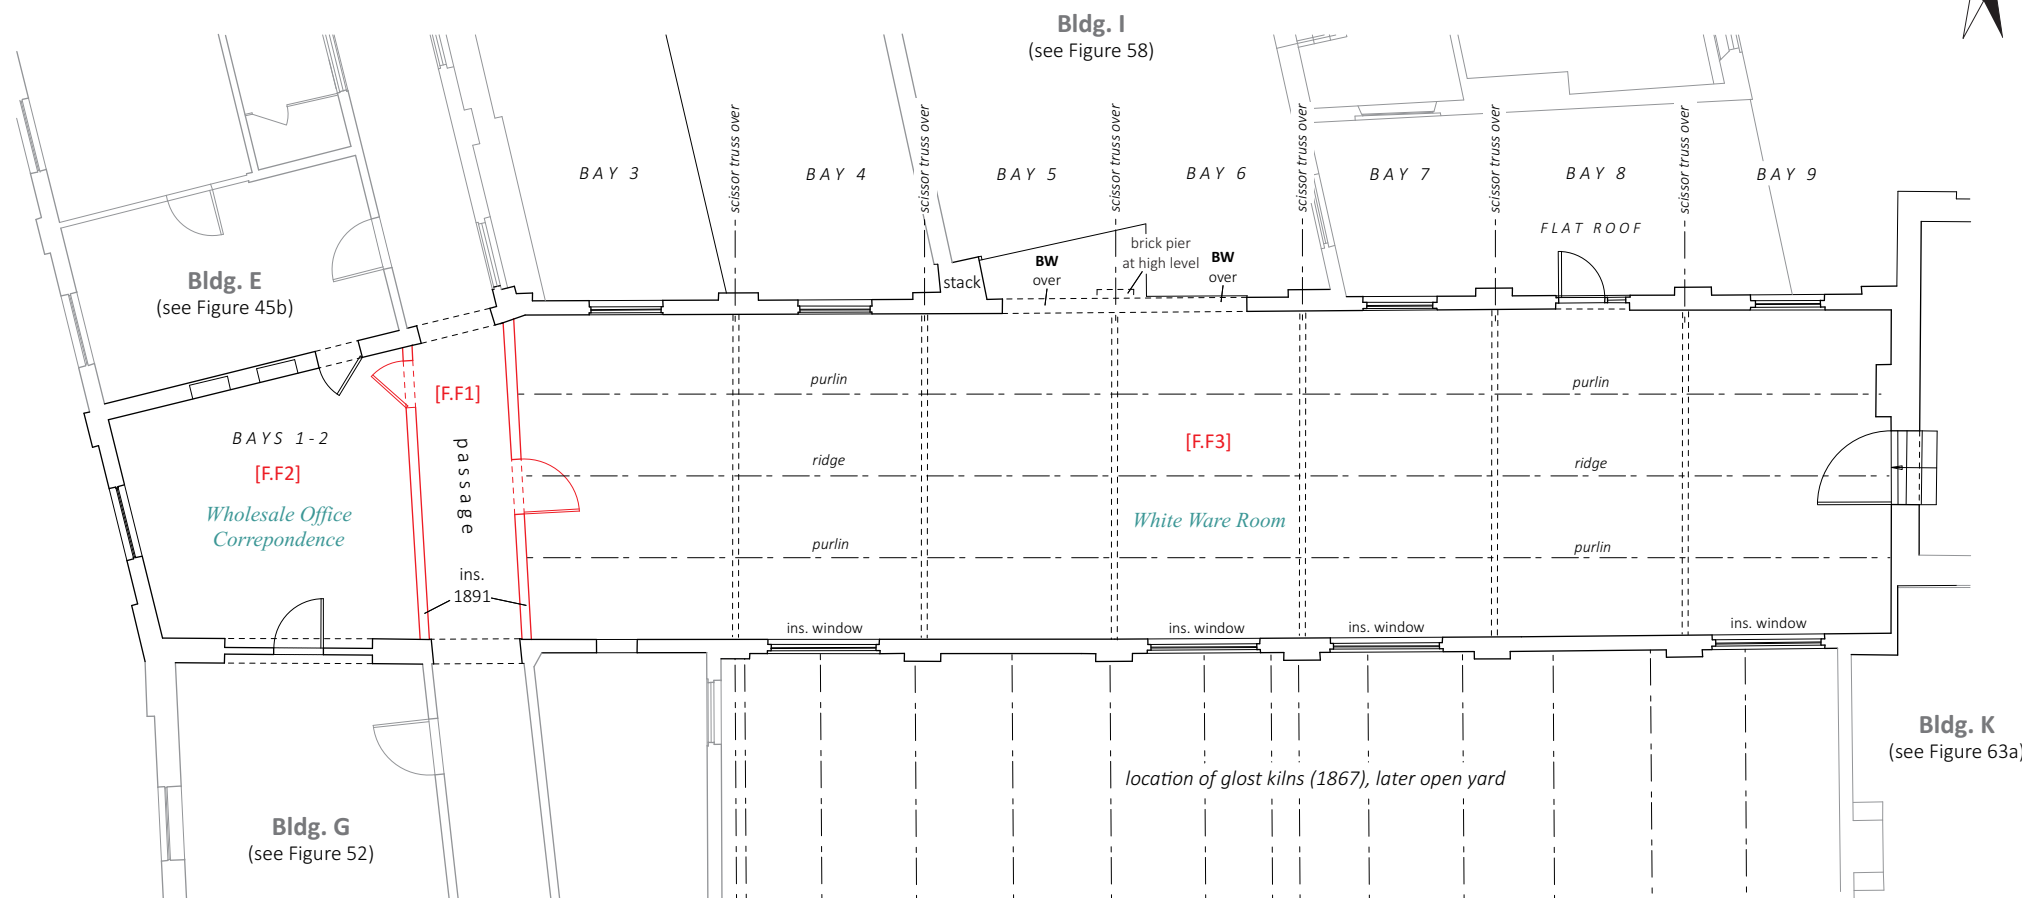 Bldg. I
(see Figure 58)
scissor truss over
scissor truss over
scissor truss over
scissor truss over
scissor truss over
scissor truss over
BAY 3
BAY 4
BAY 5
BAY 6
BAY 7
BAY 8
BAY 9
FLAT ROOF
Bldg. E
(see Figure 45b)
stack
BW
over
brick pier
at high level
BW
over
[F.F1]
passage
ins.
1891
BAYS 1-2
[F.F2]
Wholesale Office
Correpondence
purlin
purlin
[F.F3]
ridge
ridge
White Ware Room
purlin
purlin
ins. window
ins. window
ins. window
ins. window
location of glost kilns (1867), later open yard
Bldg. K
(see Figure 63a)
Bldg. G
(see Figure 52)